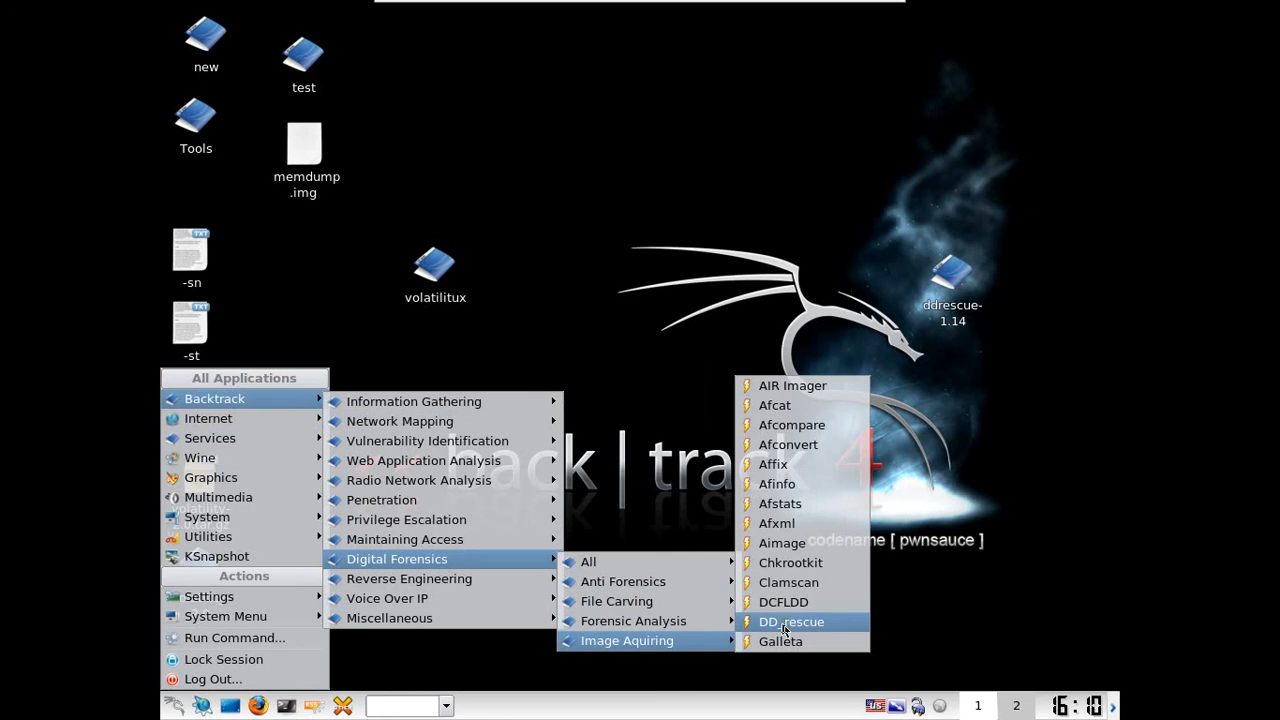 new
test
Tools
memdump
.img
-sn
volatilitux
ddrescue-
1.14
-st
All Applications
Backtrack
Internet
Services
Wine
Graphics
Multimedia
System
Utilities
KSnapshot
Actions
Settings
System Menu
Run Command...
Lock Session
Log Out...
Information Gathering
Network Mapping
Vulnerability Identification
Web Application Analysis
Radio Network Analysis
Penetration
Privilege Escalation
Maintaining Access
Digital Forensics
Reverse Engineering
Voice Over IP
Miscellaneous
All
Anti Forensics
File Carving
Forensic Analysis
Image Aquiring
AIR Imager
Afcat
Afcompare
Afconvert
Affix
Afinfo
Afstats
Afxml
Aimage
Chkrootkit
Clamscan
DCFLDD
DD_rescue
Galleta
back | track 4
codename [ pwnsauce ]
1 2 16:10